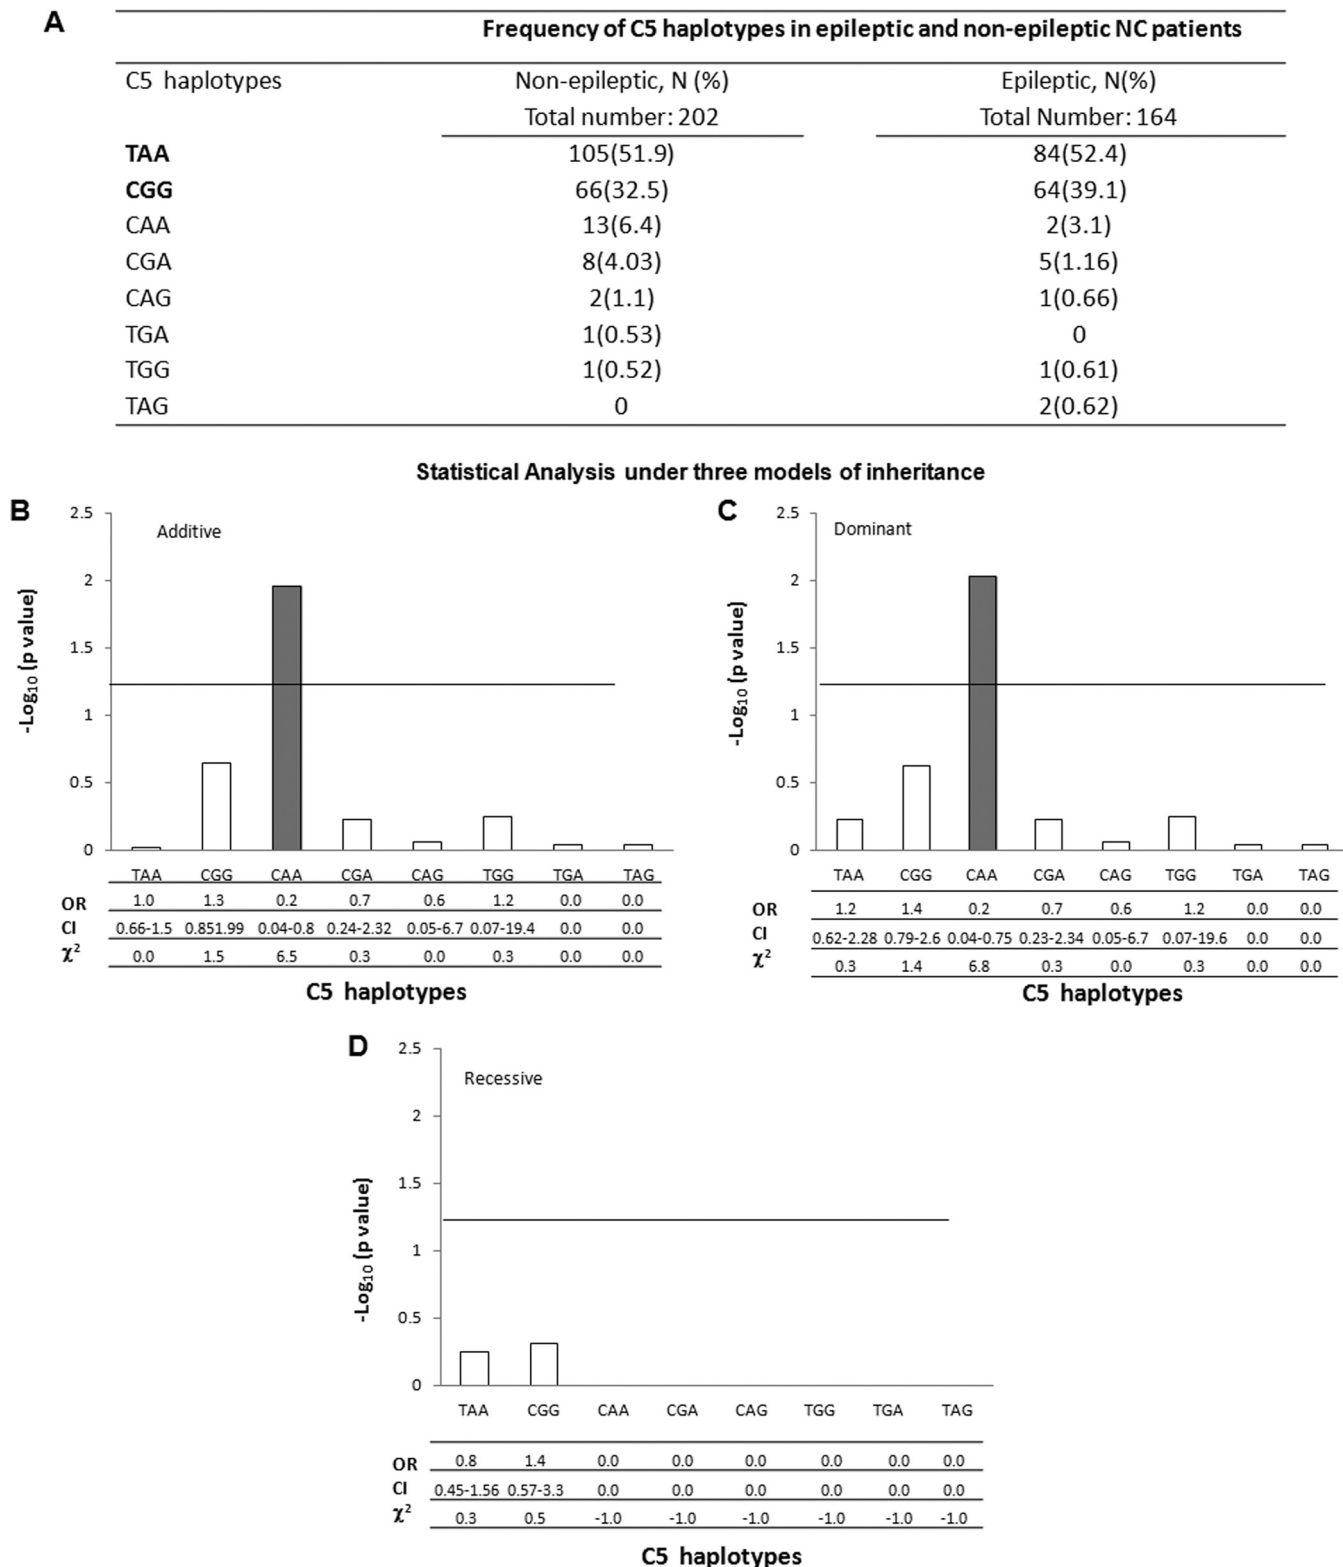 A
Frequency of C5 haplotypes in epileptic and non-epileptic NC patients
C5 haplotypes Non-epileptic, N (%) Epileptic, N(%)
Total number: 202 Total Number: 164
TAA 105(51.9) 84(52.4)
CGG 66(32.5) 64(39.1)
CAA 13(6.4) 2(3.1)
CGA 8(4.03) 5(1.16)
CAG 2(1.1) 1(0.66)
TGA 1(0.53) 0
TGG 1(0.52) 1(0.61)
TAG 0 2(0.62)
Statistical Analysis under three models of inheritance
B
Additive
-Log10 (p value)
2.5
2
1.5
1
0.5
0
TAA CGG CAA CGA CAG TGG TGA TAG
OR 1.0 1.3 0.2 0.7 0.6 1.2 0.0 0.0
CI 0.66-1.5 0.851.99 0.04-0.8 0.24-2.32 0.05-6.7 0.07-19.4 0.0 0.0
χ2 0.0 1.5 6.5 0.3 0.0 0.3 0.0 0.0
C5 haplotypes
C
Dominant
-Log10 (p value)
2.5
2
1.5
1
0.5
0
TAA CGG CAA CGA CAG TGG TGA TAG
OR 1.2 1.4 0.2 0.7 0.6 1.2 0.0 0.0
CI 0.62-2.28 0.79-2.6 0.04-0.75 0.23-2.34 0.05-6.7 0.07-19.6 0.0 0.0
χ2 0.3 1.4 6.8 0.3 0.0 0.3 0.0 0.0
C5 haplotypes
D
Recessive
-Log10 (p value)
2.5
2
1.5
1
0.5
0
TAA CGG CAA CGA CAG TGG TGA TAG
OR 0.8 1.4 0.0 0.0 0.0 0.0 0.0 0.0
CI 0.45-1.56 0.57-3.3 0.0 0.0 0.0 0.0 0.0 0.0
χ2 0.3 0.5 -1.0 -1.0 -1.0 -1.0 -1.0 -1.0
C5 haplotypes